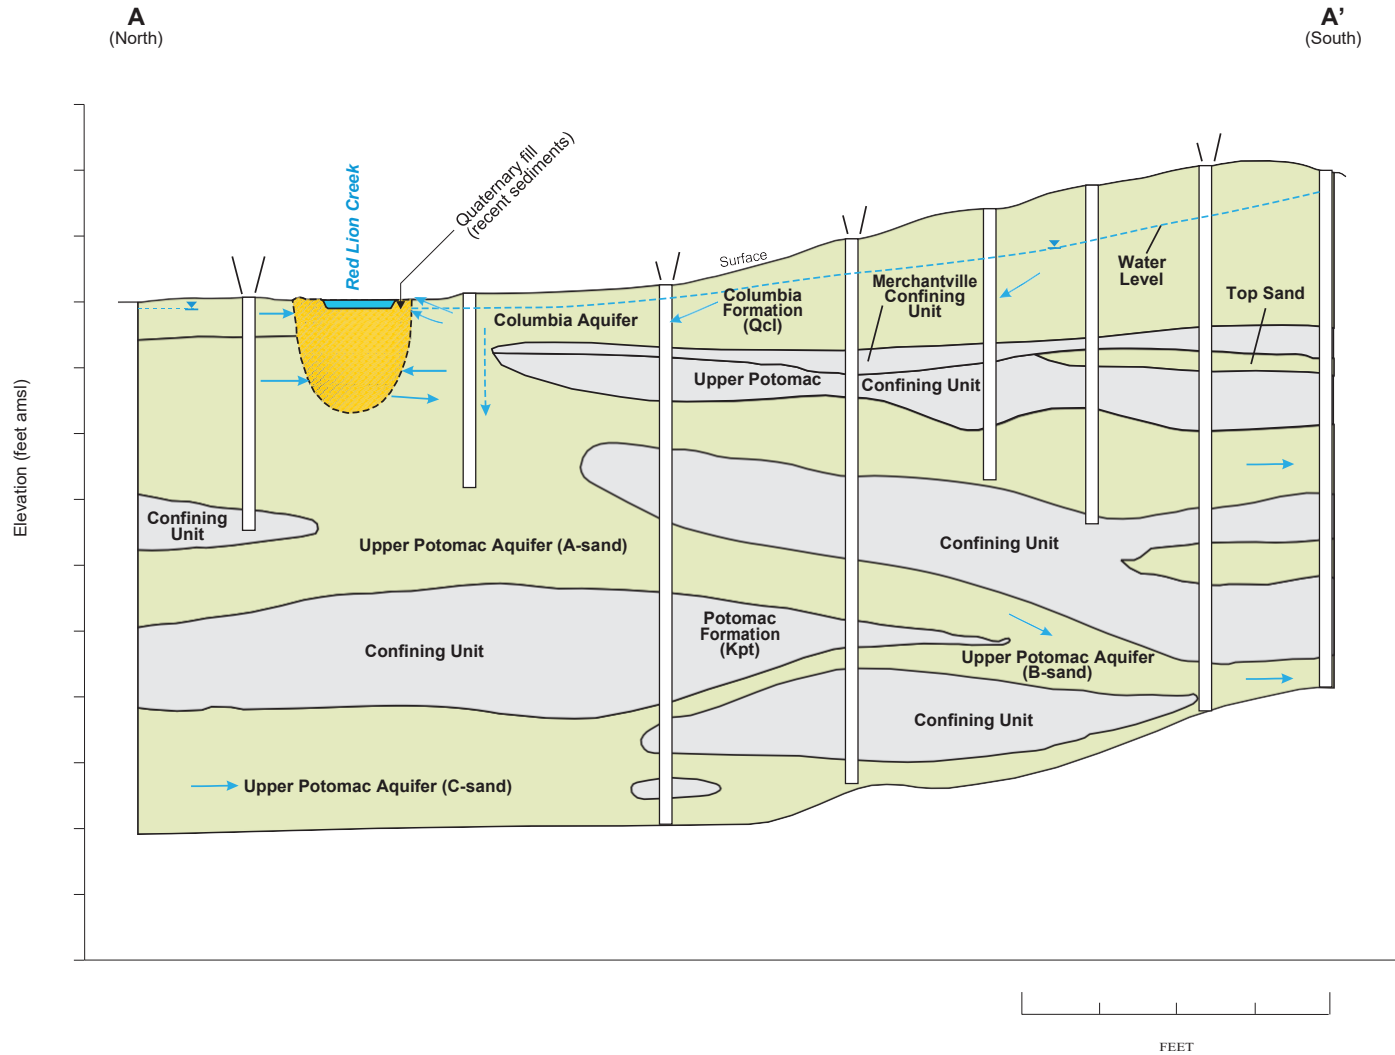 A
(North)
A’
(South)
Elevation (feet amsl)
Red Lion Creek
Quaternary fill
(recent sediments)
Surface
Columbia Aquifer
Columbia
Formation
(Qcl)
Merchantville
Confining
Unit
Water
Level
Top Sand
Upper Potomac
Confining Unit
Confining
Unit
Upper Potomac Aquifer (A-sand)
Confining Unit
Confining Unit
Potomac
Formation
(Kpt)
Upper Potomac Aquifer
(B-sand)
Confining Unit
Upper Potomac Aquifer (C-sand)
FEET